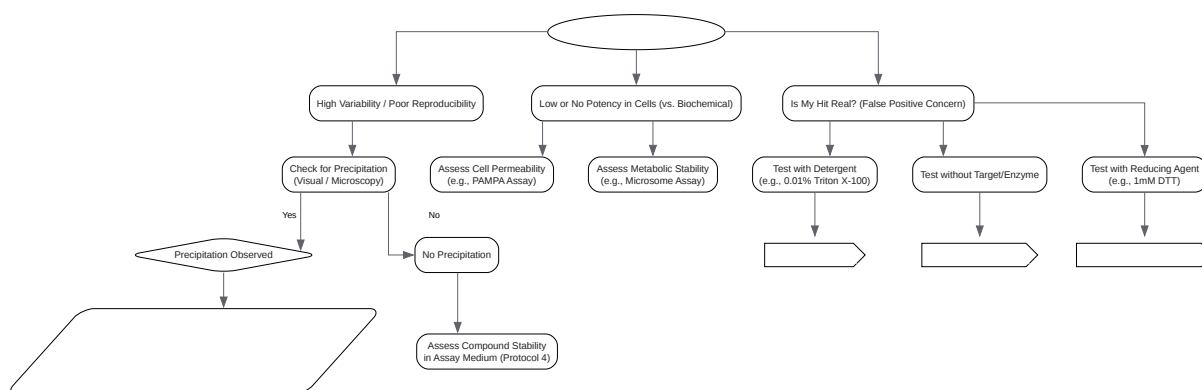 High Variability / Poor Reproducibility
Low or No Potency in Cells (vs. Biochemical)
Is My Hit Real? (False Positive Concern)
Check for Precipitation
(Visual / Microscopy)
Assess Cell Permeability
(e.g., PAMPA Assay)
Assess Metabolic Stability
(e.g., Microsome Assay)
Test with Detergent
(e.g., 0.01% Triton X-100)
Test without Target/Enzyme
Test with Reducing Agent
(e.g., 1mM DTT)
Yes
No
Precipitation Observed
No Precipitation
Assess Compound Stability
in Assay Medium (Protocol 4)